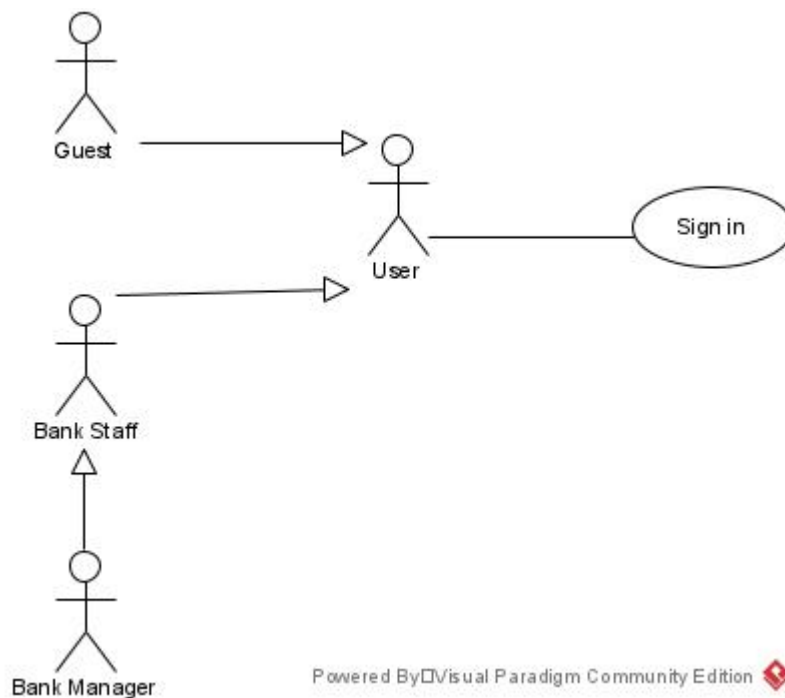 Guest
User
Sign in
Bank Staff
Bank Manager
Powered By□Visual Paradigm Community Edition